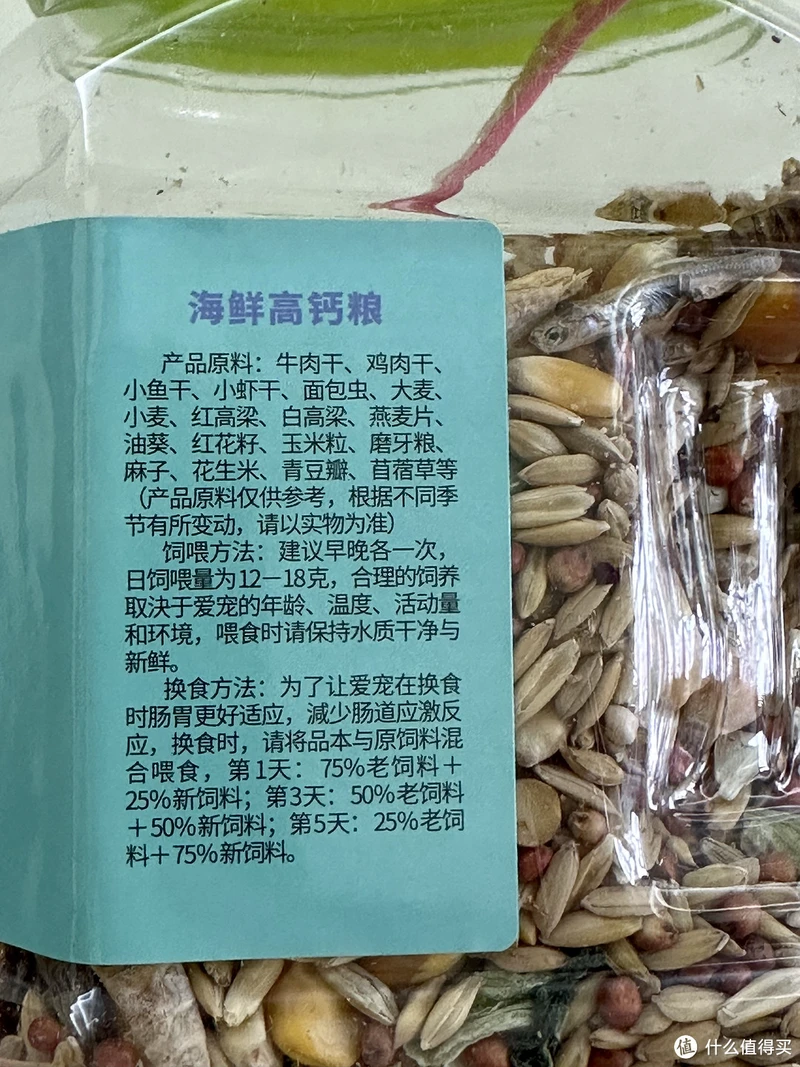 海鲜高钙粮
产品原料：牛肉干、鸡肉干、
小鱼干、小虾干、面包虫、大麦、
小麦、红高梁、白高梁、燕麦片、
油葵、红花籽、玉米粒、磨牙粮、
麻子、花生米、青豆瓣、苜蓿草等
（产品原料仅供参考，根据不同季
节有所变动，请以实物为准）
饲喂方法：建议早晚各一次，
日饲喂量为12－18克，合理的饲养
取决于爱宠的年龄、温度、活动量
和环境，喂食时请保持水质干净与
新鲜。
换食方法：为了让爱宠在换食
时肠胃更好适应，减少肠道应激反
应，换食时，请将品本与原饲料混
合喂食，第1天：75%老饲料＋
25%新饲料；第3天：50%老饲料
＋50%新饲料；第5天：25%老饲
料＋75%新饲料。
值 什么值得买